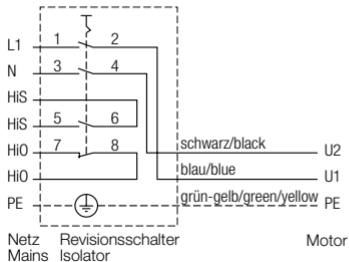 L1 1 2
N 3 4
HiS
HiS 5 6
HiO 7 8 schwarz/black U2
HiO blau/blue U1
PE grün-gelb/green/yellow PE
Netz Revisionsschalter Motor
Mains Isolator